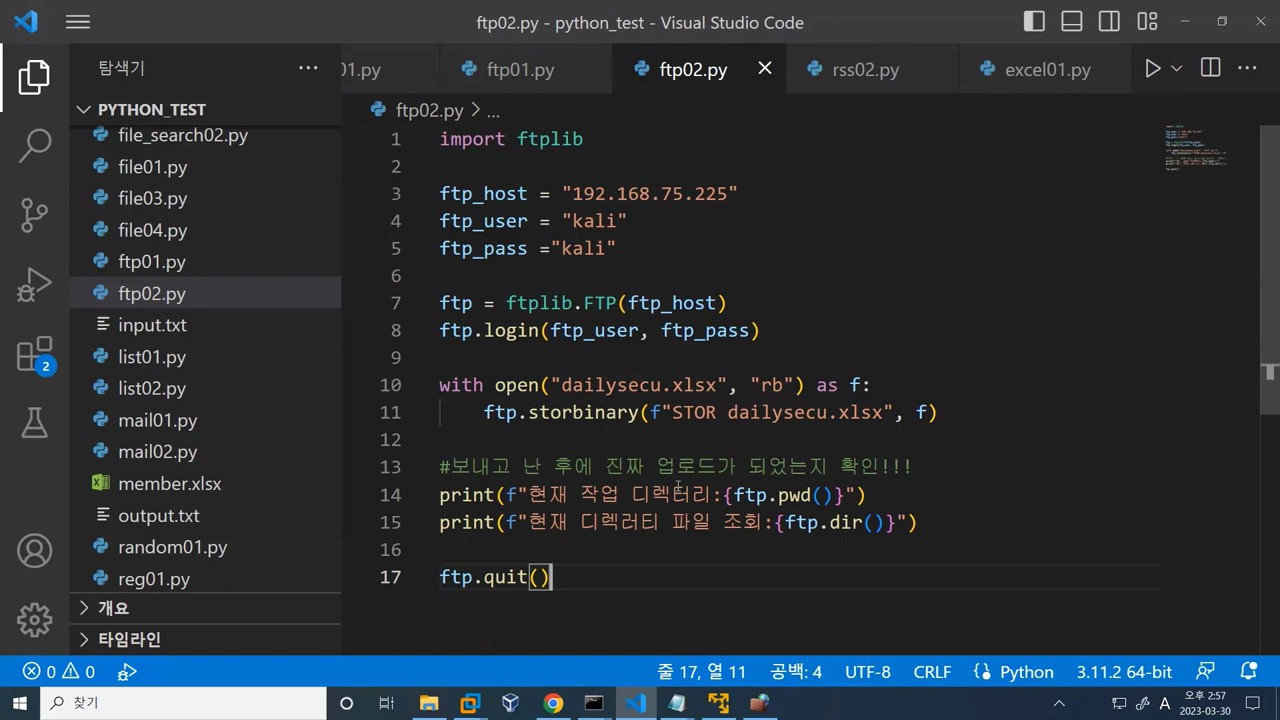 ftp02.py - python_test - Visual Studio Code
탐색기
01.py
ftp01.py
ftp02.py
rss02.py
excel01.py
PYTHON_TEST
file_search02.py
file01.py
file03.py
file04.py
ftp01.py
ftp02.py
input.txt
list01.py
list02.py
mail01.py
mail02.py
member.xlsx
output.txt
random01.py
reg01.py
개요
타임라인
2
ftp02.py > ...
1 import ftplib
2
3 ftp_host = "192.168.75.225"
4 ftp_user = "kali"
5 ftp_pass ="kali"
6
7 ftp = ftplib.FTP(ftp_host)
8 ftp.login(ftp_user, ftp_pass)
9
10 with open("dailysecu.xlsx", "rb") as f:
11 ftp.storbinary(f"STOR dailysecu.xlsx", f)
12
13 #보내고 난 후에 진짜 업로드가 되었는지 확인!!!
14 print(f"현재 작업 디렉터리:{ftp.pwd()}")
15 print(f"현재 디렉러티 파일 조회:{ftp.dir()}")
16
17 ftp.quit()
0 0
줄 17, 열 11
공백: 4
UTF-8
CRLF
Python
3.11.2 64-bit
찾기
A
오후 2:57
2023-03-30